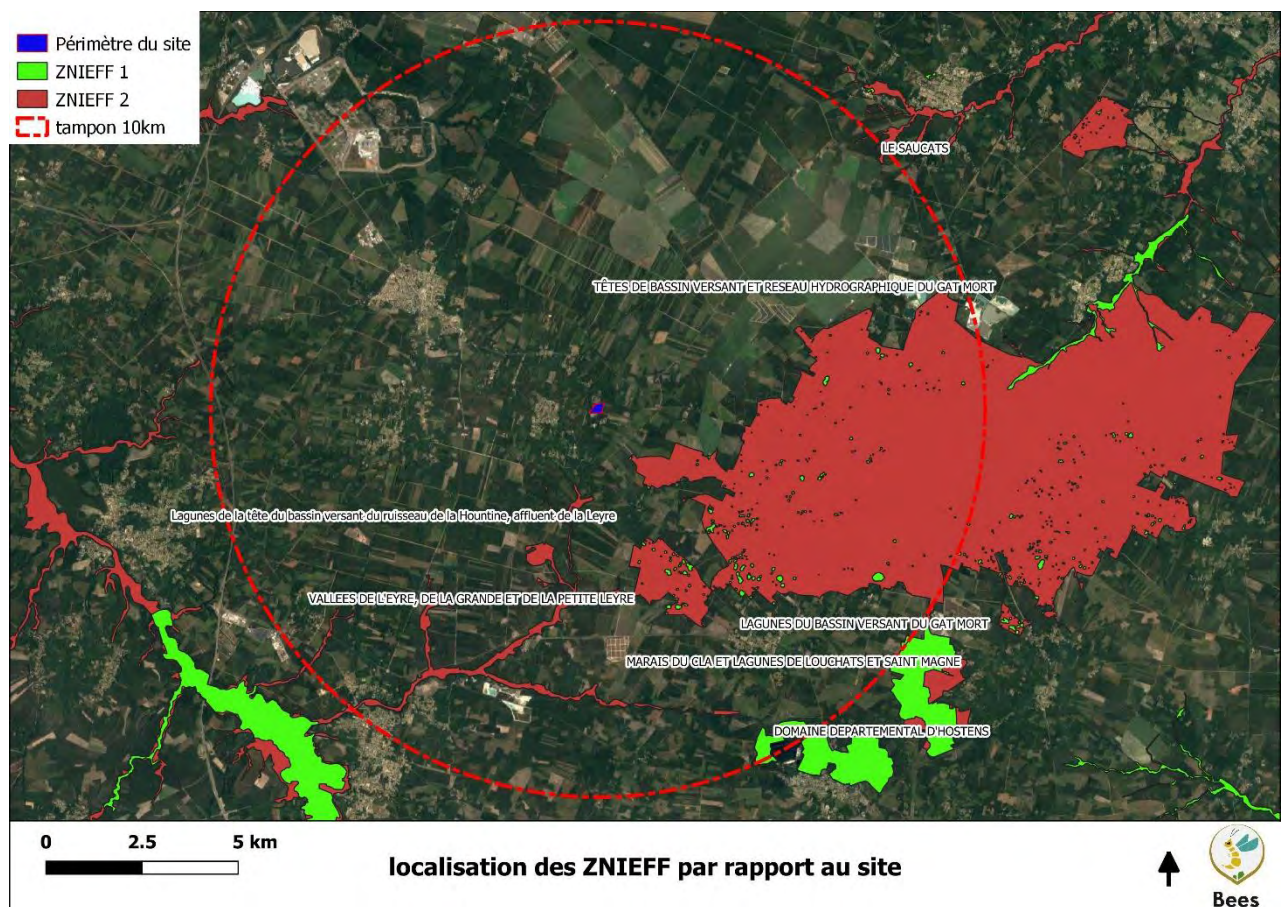 Périmètre du site
ZNIEFF 1
ZNIEFF 2
tampon 10km
LE SAUCATS
TÊTES DE BASSIN VERSANT ET RESEAU HYDROGRAPHIQUE DU GAT MORT
Lagunes de la tête du bassin versant du ruisseau de la Hountine, affluent de la Leyre
VALLEES DE L'EYRE, DE LA GRANDE ET DE LA PETITE LEYRE
LAGUNES DU BASSIN VERSANT DU GAT MORT
MARAIS DU CLA ET LAGUNES DE LOUCHATS ET SAINT MAGNE
DOMAINE DEPARTEMENTAL D'HOSTENS
0 2.5 5 km
localisation des ZNIEFF par rapport au site
Bees